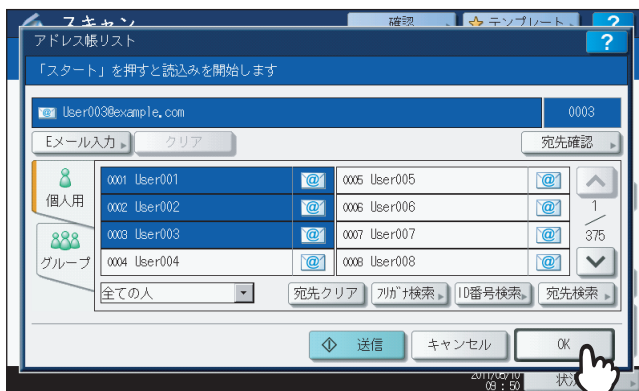 スキャン 確認 テンプレート ?
アドレス帳リスト ?
「スタート」を押すと読込みを開始します
User003@example.com 0003
Eメール入力 クリア 宛先確認
個人用
グループ
0001 User001
0002 User002
0003 User003
0004 User004
0005 User005
0006 User006
0007 User007
0008 User008
1
375
全ての人 宛先クリア フリガナ検索 ID番号検索 宛先検索
送信 キャンセル OK
2011/05/10
09:50